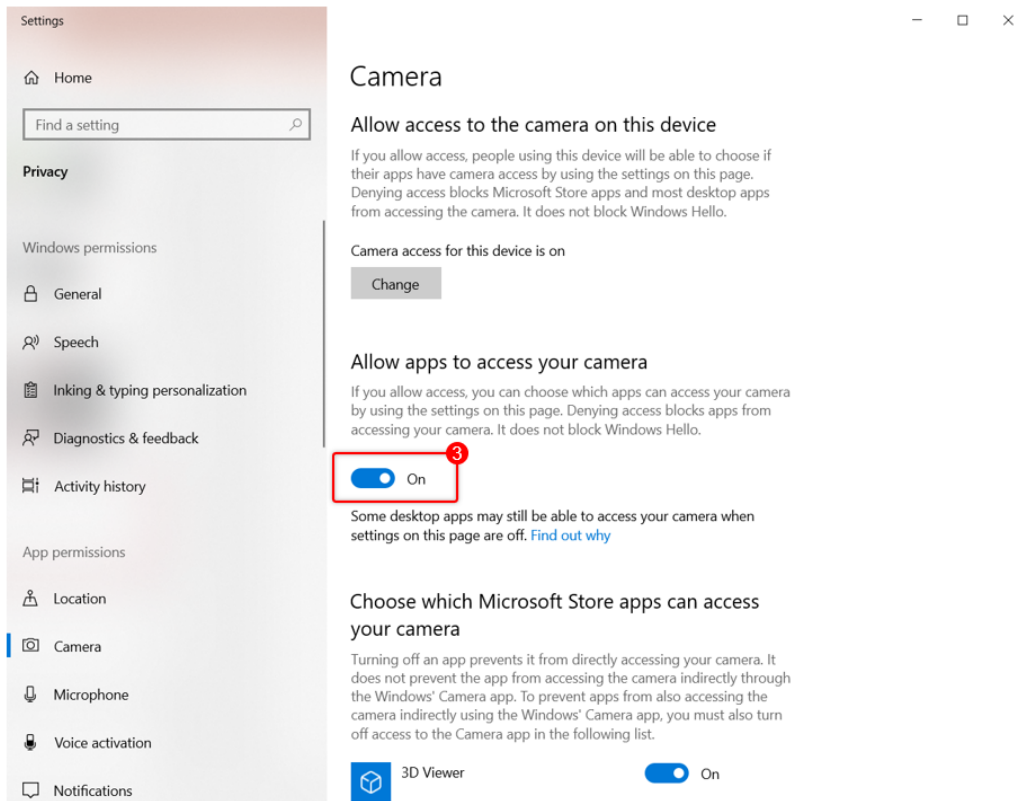 Settings
Home
Find a setting
Privacy
Windows permissions
General
Speech
Inking & typing personalization
Diagnostics & feedback
Activity history
App permissions
Location
Camera
Microphone
Voice activation
Notifications
Camera
Allow access to the camera on this device
If you allow access, people using this device will be able to choose if
their apps have camera access by using the settings on this page.
Denying access blocks Microsoft Store apps and most desktop apps
from accessing the camera. It does not block Windows Hello.
Camera access for this device is on
Change
Allow apps to access your camera
If you allow access, you can choose which apps can access your camera
by using the settings on this page. Denying access blocks apps from
accessing your camera. It does not block Windows Hello.
3
On
Some desktop apps may still be able to access your camera when
settings on this page are off. Find out why
Choose which Microsoft Store apps can access
your camera
Turning off an app prevents it from directly accessing your camera. It
does not prevent the app from accessing the camera indirectly through
the Windows' Camera app. To prevent apps from also accessing the
camera indirectly using the Windows' Camera app, you must also turn
off access to the Camera app in the following list.
3D Viewer
On